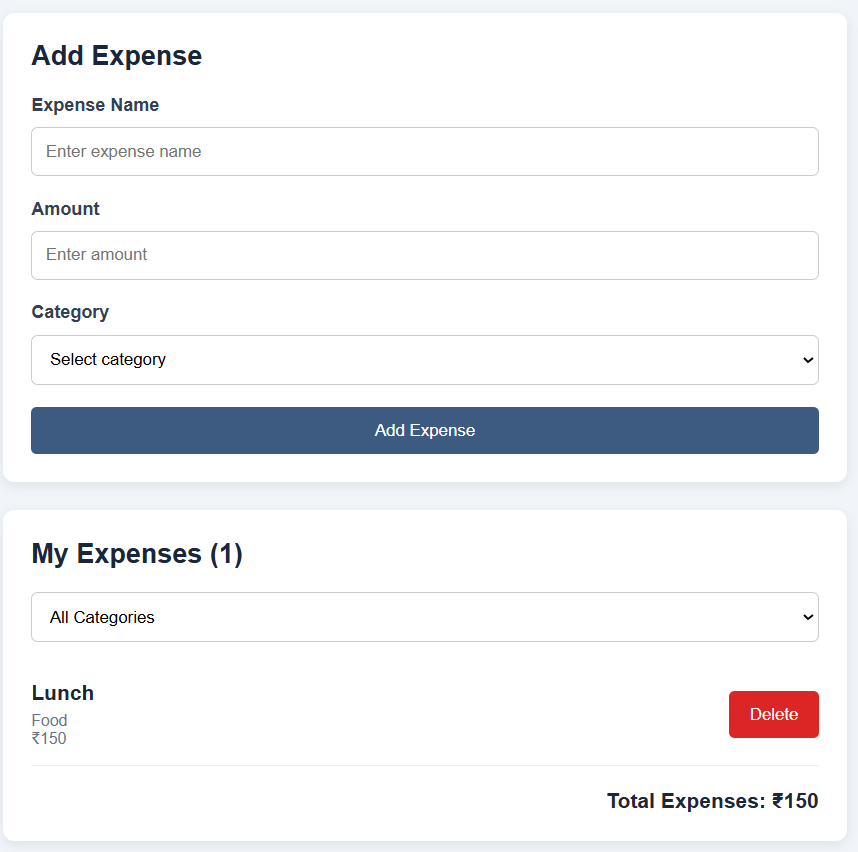 Add Expense
Expense Name
Enter expense name
Amount
Enter amount
Category
Select category
Add Expense
My Expenses (1)
All Categories
Lunch
Food
₹150
Delete
Total Expenses: ₹150